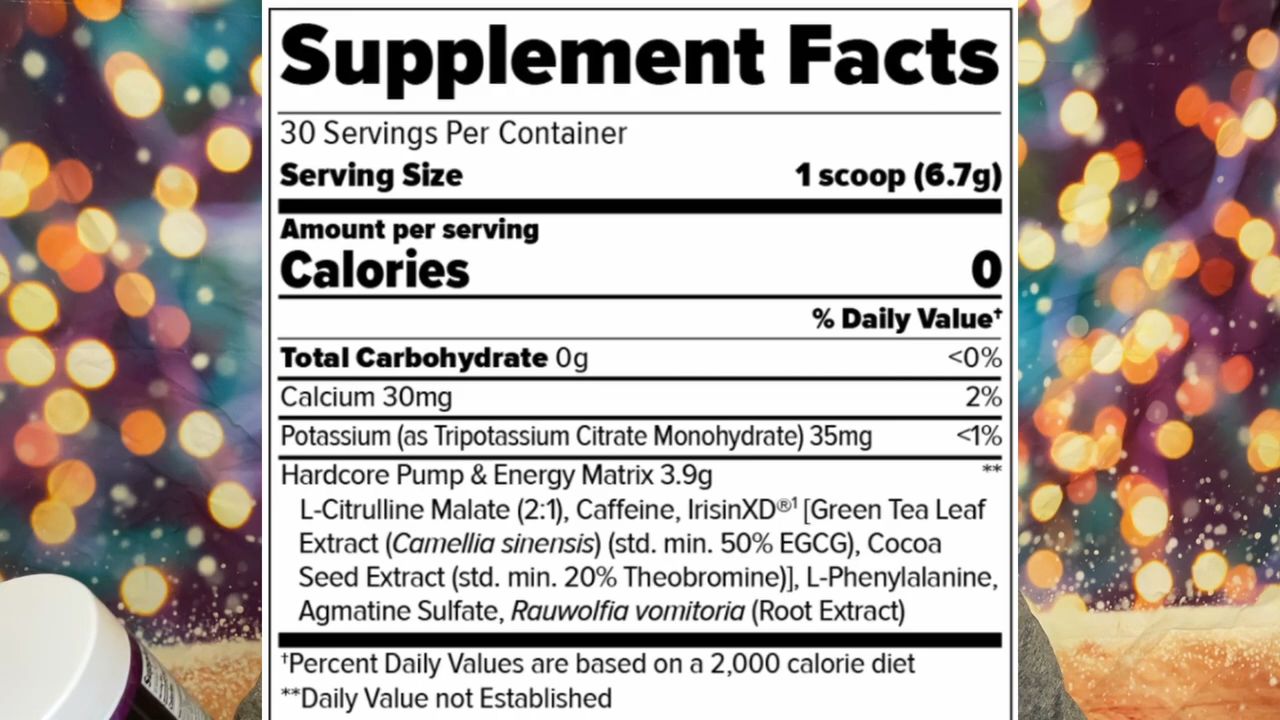 Supplement Facts
30 Servings Per Container
Serving Size 1 scoop (6.7g)
Amount per serving
Calories 0
% Daily Value†
Total Carbohydrate 0g <0%
Calcium 30mg 2%
Potassium (as Tripotassium Citrate Monohydrate) 35mg <1%
Hardcore Pump & Energy Matrix 3.9g **
L-Citrulline Malate (2:1), Caffeine, IrisinXD®¹ [Green Tea Leaf
Extract (Camellia sinensis) (std. min. 50% EGCG), Cocoa
Seed Extract (std. min. 20% Theobromine)], L-Phenylalanine,
Agmatine Sulfate, Rauwolfia vomitoria (Root Extract)
†Percent Daily Values are based on a 2,000 calorie diet
**Daily Value not Established